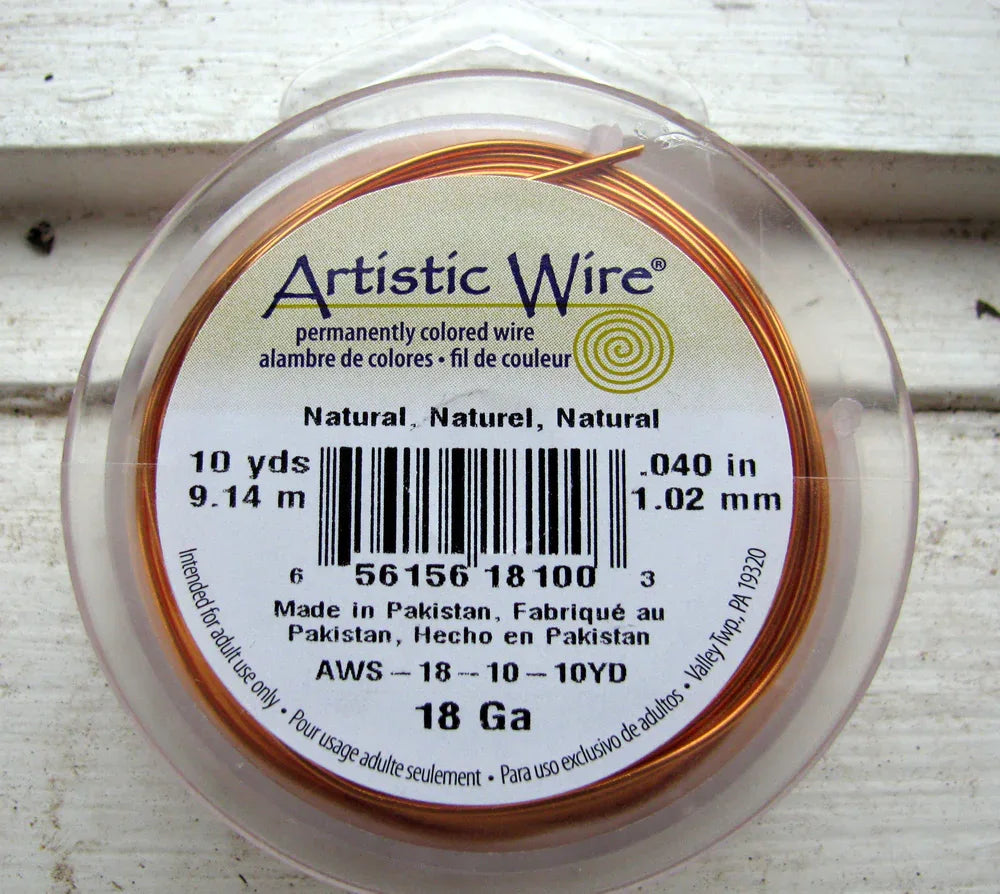 Artistic Wire®
permanently colored wire
alambre de colores • fil de couleur
Natural, Naturel, Natural
10 yds
9.14 m
.040 in
1.02 mm
6 56156 18100 3
Made in Pakistan, Fabriqué au
Pakistan, Hecho en Pakistan
AWS - 18 - 10 - 10YD
18 Ga
Intended for adult use only • Pour usage adulte seulement • Para uso exclusivo de adultos • Valley Twp., PA 19320